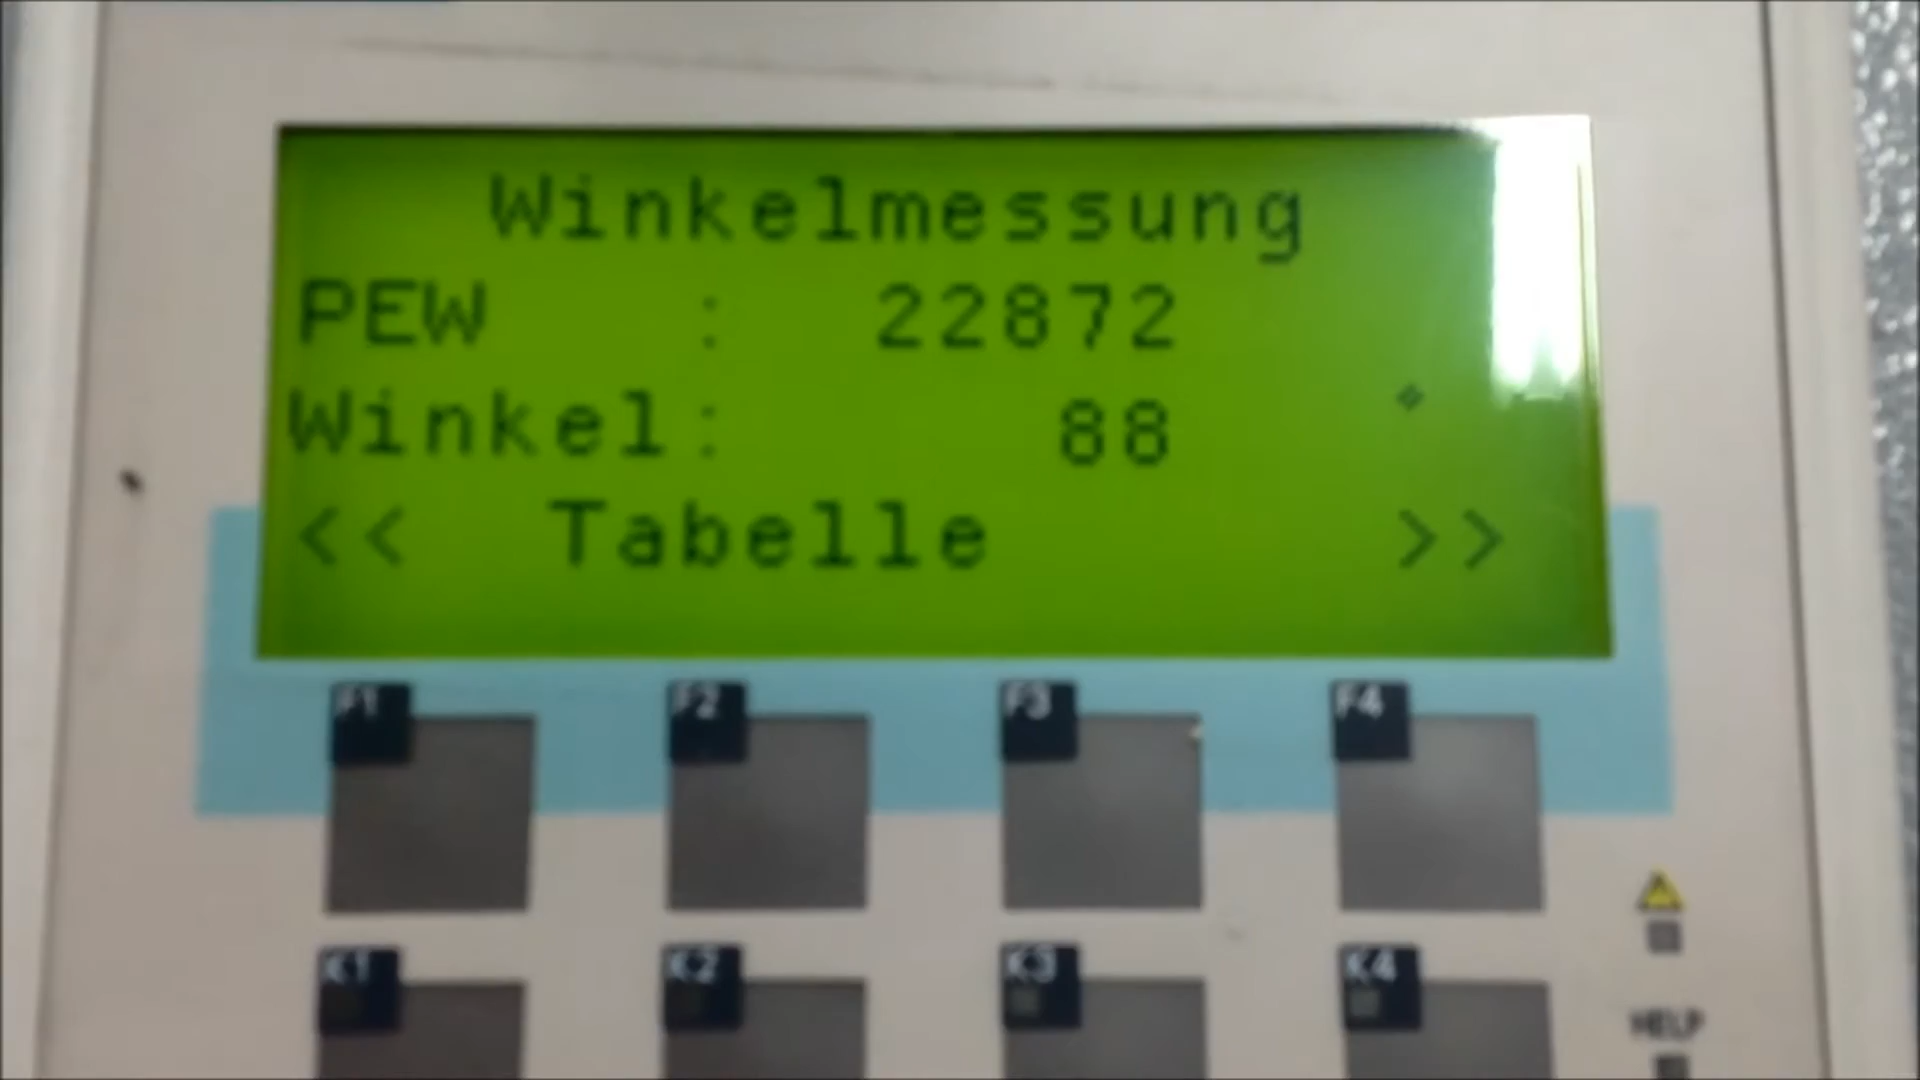 Winkelmessung
PEW : 22872
Winkel: 88 °
<< Tabelle >>
F1 F2 F3 F4
K1 K2 K3 K4
HELP